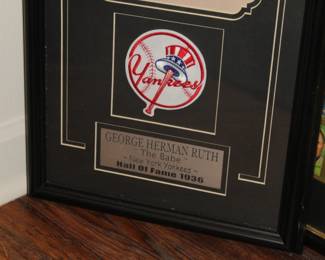 Yankees
GEORGE HERMAN RUTH
- The Babe -
~ New York Yankees ~
Hall Of Fame 1936